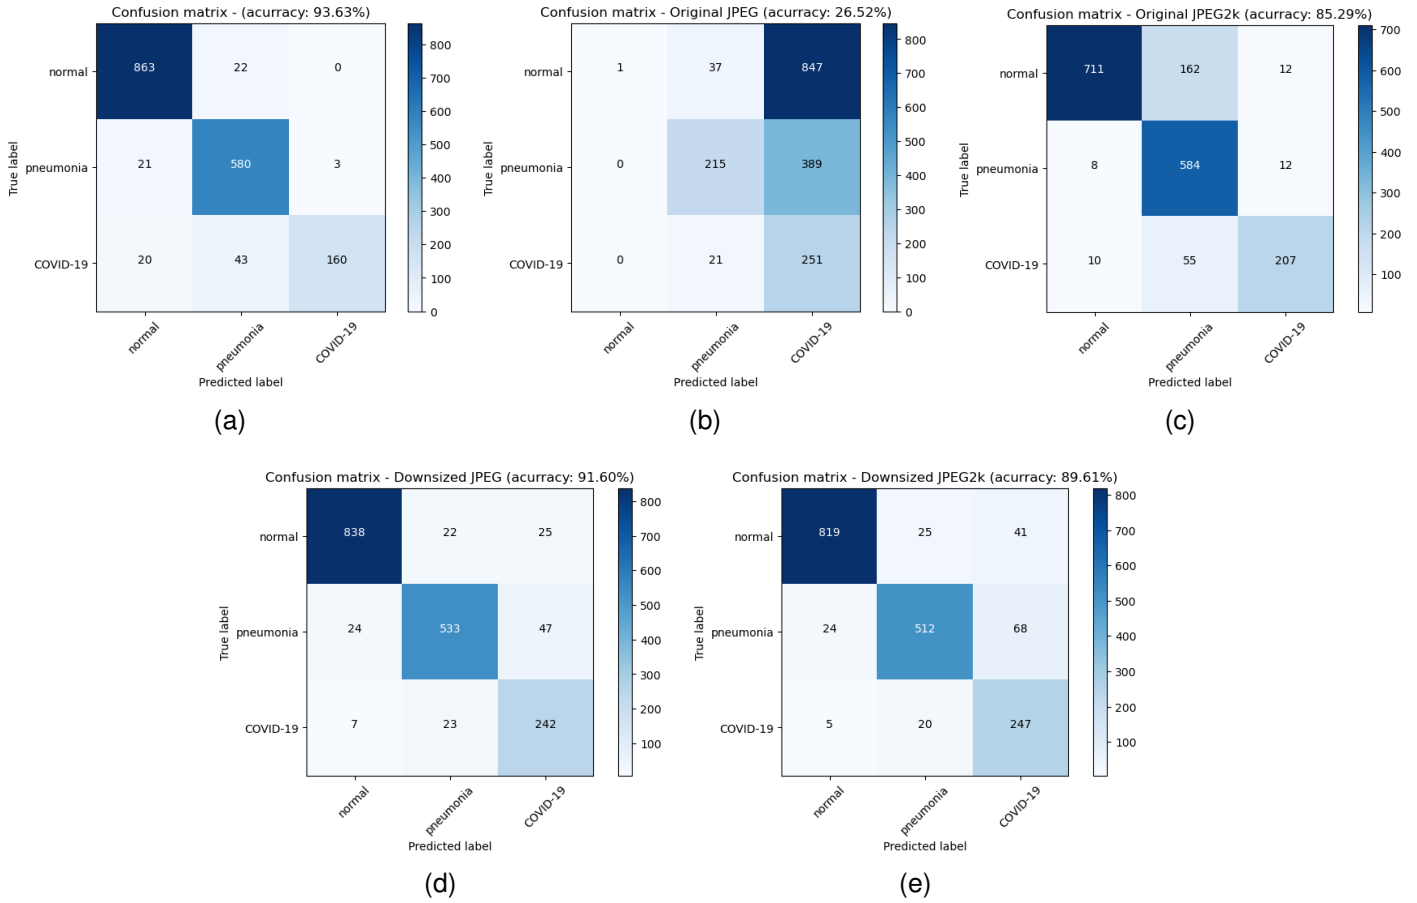 Confusion matrix - (acurracy: 93.63%)
normal 863 22 0
pneumonia 21 580 3
COVID-19 20 43 160
True label
normal pneumonia COVID-19
Predicted label
800
700
600
500
400
300
200
100
0
(a)
Confusion matrix - Original JPEG (acurracy: 26.52%)
normal 1 37 847
pneumonia 0 215 389
COVID-19 0 21 251
True label
normal pneumonia COVID-19
Predicted label
800
700
600
500
400
300
200
100
0
(b)
Confusion matrix - Original JPEG2k (acurracy: 85.29%)
normal 711 162 12
pneumonia 8 584 12
COVID-19 10 55 207
True label
normal pneumonia COVID-19
Predicted label
700
600
500
400
300
200
100
(c)
Confusion matrix - Downsized JPEG (acurracy: 91.60%)
normal 838 22 25
pneumonia 24 533 47
COVID-19 7 23 242
True label
normal pneumonia COVID-19
Predicted label
800
700
600
500
400
300
200
100
(d)
Confusion matrix - Downsized JPEG2k (acurracy: 89.61%)
normal 819 25 41
pneumonia 24 512 68
COVID-19 5 20 247
True label
normal pneumonia COVID-19
Predicted label
800
700
600
500
400
300
200
100
(e)